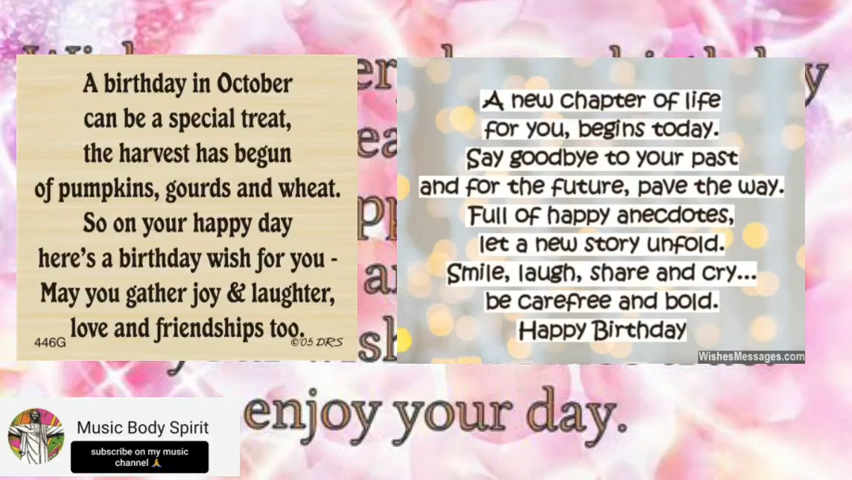 A birthday in October
can be a special treat,
the harvest has begun
of pumpkins, gourds and wheat.
So on your happy day
here's a birthday wish for you -
May you gather joy & laughter,
love and friendships too.
446G
©'05 DRS
A new chapter of life
for you, begins today.
Say goodbye to your past
and for the future, pave the way.
Full of happy anecdotes,
let a new story unfold.
Smile, laugh, share and cry...
be carefree and bold.
Happy Birthday
WishesMessages.com
enjoy your day.
Music Body Spirit
subscribe on my music
channel 🙏